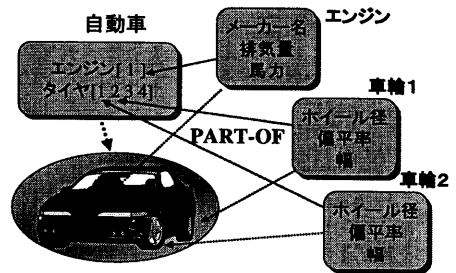 自動車
エンジン[ 1 ]
タイヤ[1 2 3 4]
エンジン
メーカー名
排気量
馬力
車輪1
ホイール径
偏平率
幅
PART-OF
車輪2
ホイール径
偏平率
幅